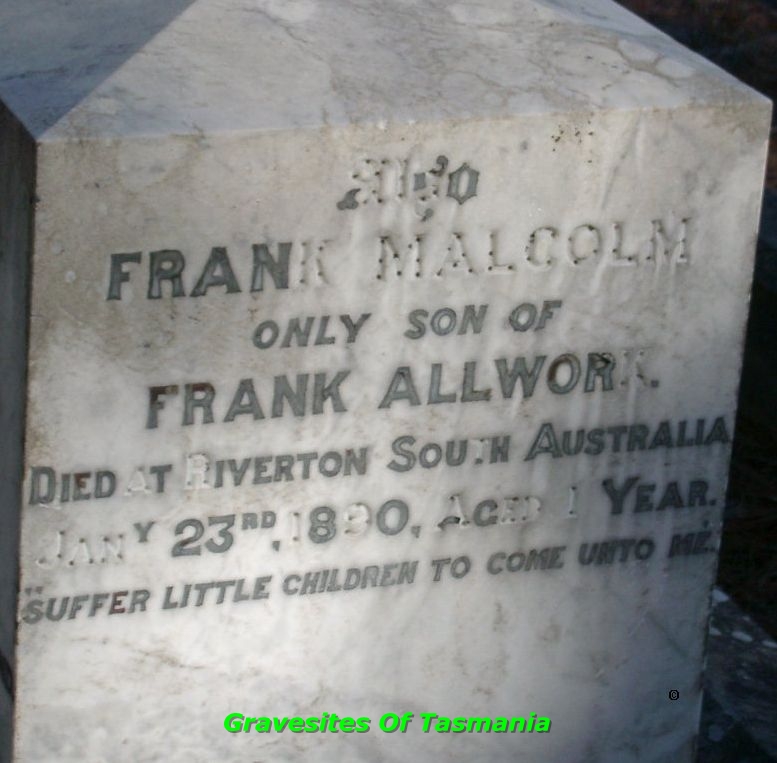 Also
FRANK MALCOLM
ONLY SON OF
FRANK ALLWORK.
DIED AT RIVERTON SOUTH AUSTRALIA
JANY 23RD, 1890, AGED 1 YEAR.
"SUFFER LITTLE CHILDREN TO COME UNTO ME."
©
Gravesites Of Tasmania